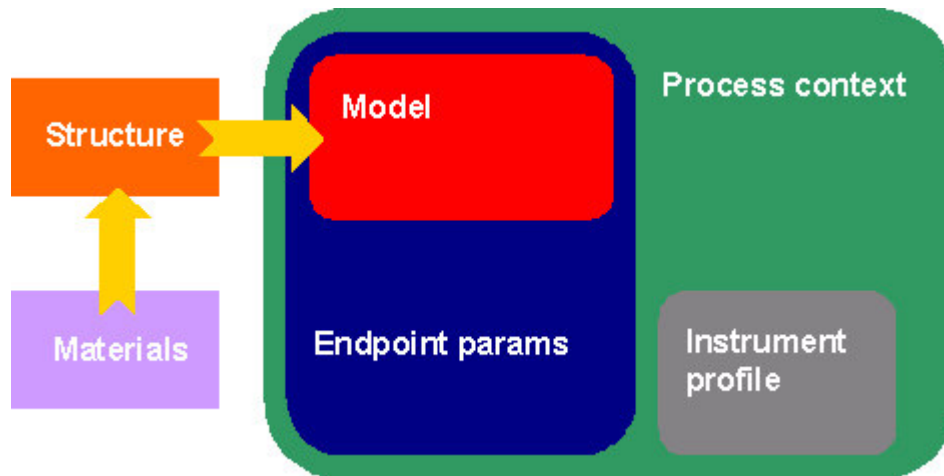 Process context
Model
Structure
Endpoint params
Materials
Instrument
profile